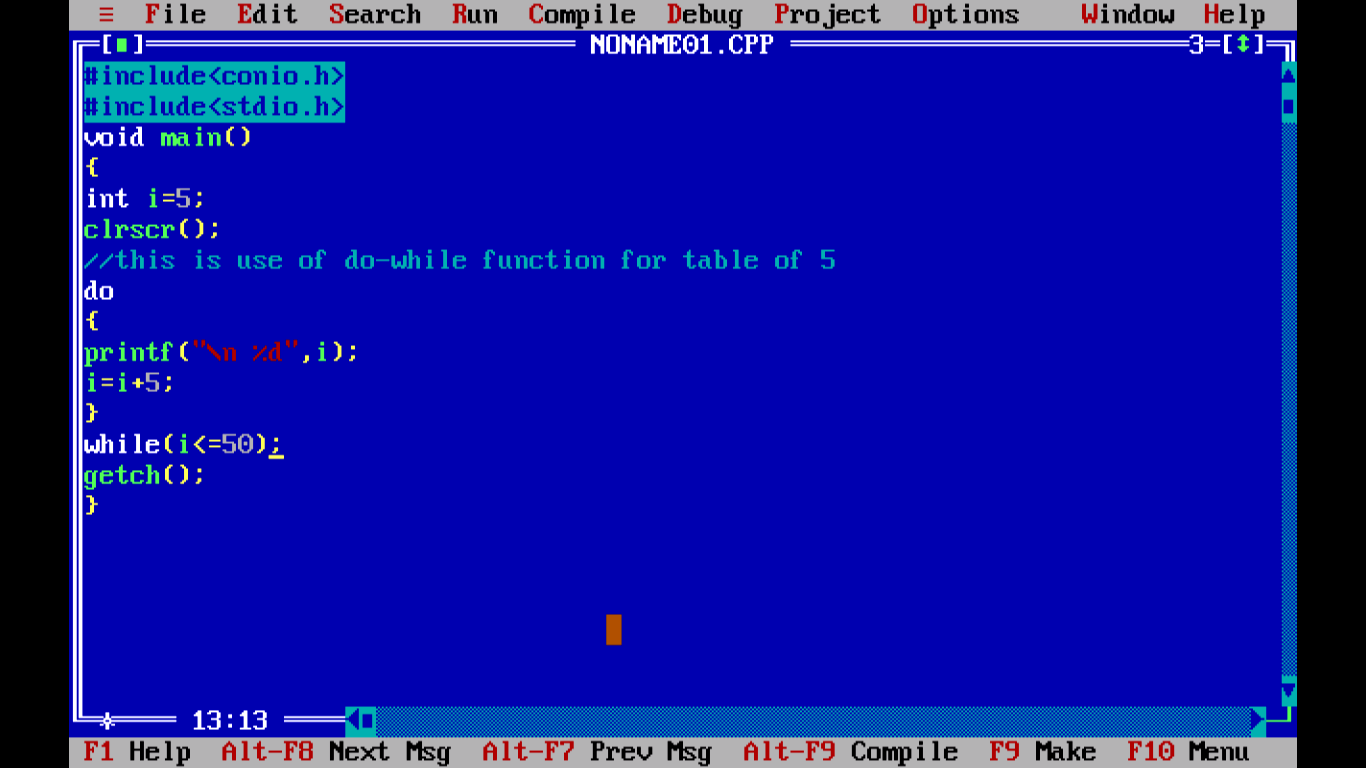 ≡ File Edit Search Run Compile Debug Project Options Window Help
[■] NONAME01.CPP 3=[↕]
#include<conio.h>
#include<stdio.h>
void main()
{
int i=5;
clrscr();
//this is use of do-while function for table of 5
do
{
printf("\n %d",i);
i=i+5;
}
while(i<=50);
getch();
}
13:13
F1 Help Alt-F8 Next Msg Alt-F7 Prev Msg Alt-F9 Compile F9 Make F10 Menu